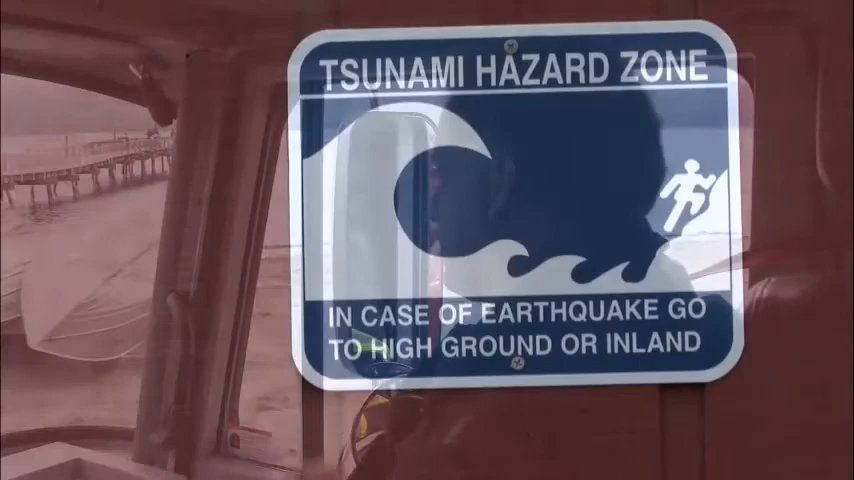 TSUNAMI HAZARD ZONE
IN CASE OF EARTHQUAKE GO
TO HIGH GROUND OR INLAND